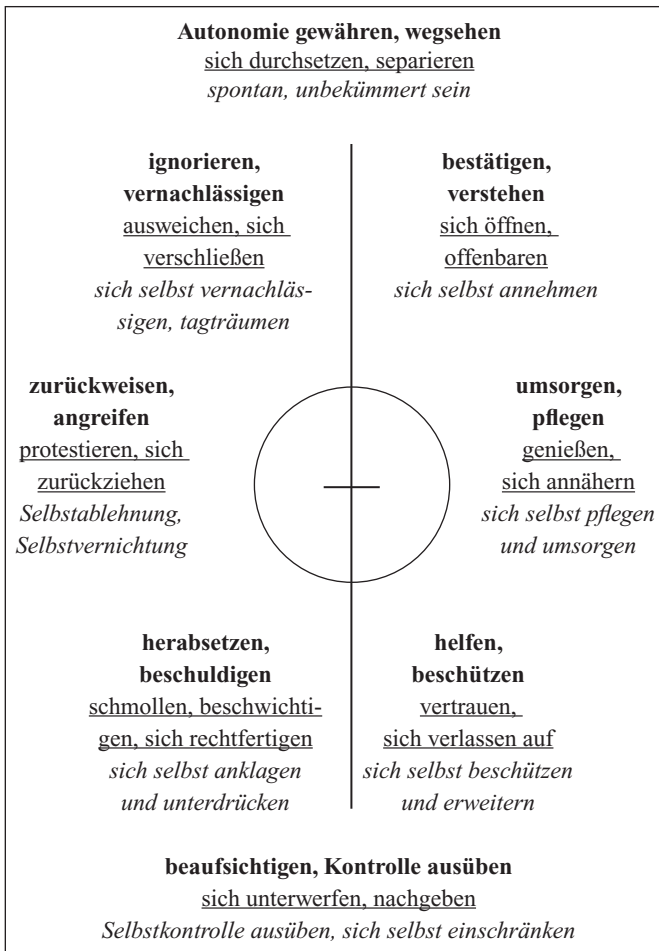 Autonomie gewähren, wegsehen
sich durchsetzen, separieren
spontan, unbekümmert sein
ignorieren,
vernachlässigen
ausweichen, sich
verschließen
sich selbst vernachläs-
sigen, tagträumen
bestätigen,
verstehen
sich öffnen,
offenbaren
sich selbst annehmen
zurückweisen,
angreifen
protestieren, sich
zurückziehen
Selbstablehnung,
Selbstvernichtung
umsorgen,
pflegen
genießen,
sich annähern
sich selbst pflegen
und umsorgen
herabsetzen,
beschuldigen
schmollen, beschwichti-
gen, sich rechtfertigen
sich selbst anklagen
und unterdrücken
helfen,
beschützen
vertrauen,
sich verlassen auf
sich selbst beschützen
und erweitern
beaufsichtigen, Kontrolle ausüben
sich unterwerfen, nachgeben
Selbstkontrolle ausüben, sich selbst einschränken